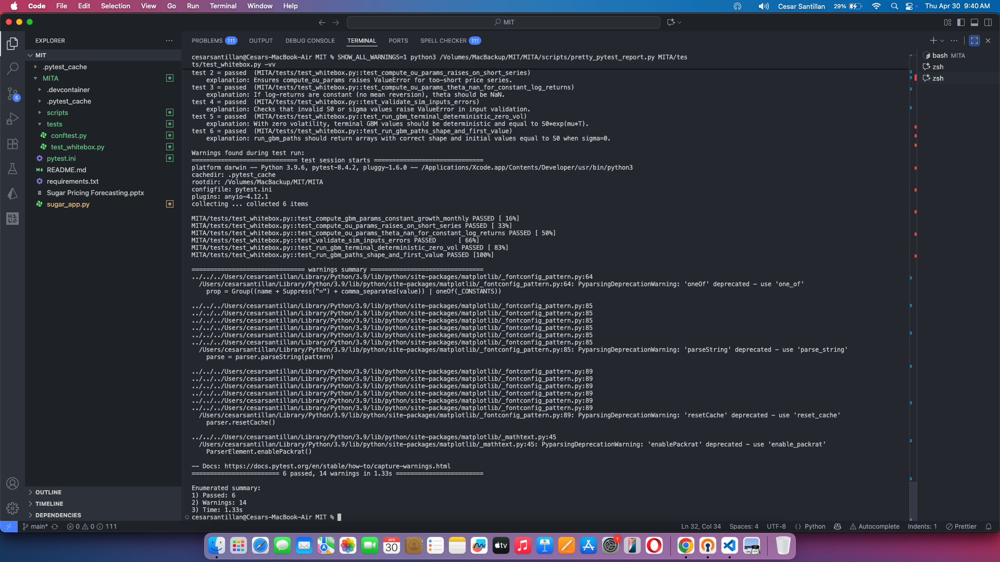 Code File Edit Selection View Go Run Terminal Window Help
Cesar Santillan 29% Thu Apr 30 9:40 AM
MIT
EXPLORER
MIT
.pytest_cache
MITA
.devcontainer
.pytest_cache
scripts
tests
conftest.py
test_whitebox.py
pytest.ini
README.md
requirements.txt
Sugar Pricing Forecasting.pptx
sugar_app.py
OUTLINE
TIMELINE
DEPENDENCIES
5
PROBLEMS 111 OUTPUT DEBUG CONSOLE TERMINAL PORTS SPELL CHECKER 111
cesarsantillan@Cesars-MacBook-Air MIT % SHOW_ALL_WARNINGS=1 python3 /Volumes/MacBackup/MIT/MITA/scripts/pretty_pytest_report.py MITA/tes
ts/test_whitebox.py -vv
test 2 = passed  (MITA/tests/test_whitebox.py::test_compute_ou_params_raises_on_short_series)
    explanation: Ensures compute_ou_params raises ValueError for too-short price series.
test 3 = passed  (MITA/tests/test_whitebox.py::test_compute_ou_params_theta_nan_for_constant_log_returns)
    explanation: If log-returns are constant (no mean reversion), theta should be NaN.
test 4 = passed  (MITA/tests/test_whitebox.py::test_validate_sim_inputs_errors)
    explanation: Checks that invalid S0 or sigma values raise ValueError in input validation.
test 5 = passed  (MITA/tests/test_whitebox.py::test_run_gbm_terminal_deterministic_zero_vol)
    explanation: With zero volatility, terminal GBM values should be deterministic and equal to S0*exp(mu*T).
test 6 = passed  (MITA/tests/test_whitebox.py::test_run_gbm_paths_shape_and_first_value)
    explanation: run_gbm_paths should return arrays with correct shape and initial values equal to S0 when sigma=0.
Warnings found during test run:
============================= test session starts ==============================
platform darwin -- Python 3.9.6, pytest-8.4.2, pluggy-1.6.0 -- /Applications/Xcode.app/Contents/Developer/usr/bin/python3
cachedir: .pytest_cache
rootdir: /Volumes/MacBackup/MIT/MITA
configfile: pytest.ini
plugins: anyio-4.12.1
collecting ... collected 6 items
MITA/tests/test_whitebox.py::test_compute_gbm_params_constant_growth_monthly PASSED [ 16%]
MITA/tests/test_whitebox.py::test_compute_ou_params_raises_on_short_series PASSED [ 33%]
MITA/tests/test_whitebox.py::test_compute_ou_params_theta_nan_for_constant_log_returns PASSED [ 50%]
MITA/tests/test_whitebox.py::test_validate_sim_inputs_errors PASSED      [ 66%]
MITA/tests/test_whitebox.py::test_run_gbm_terminal_deterministic_zero_vol PASSED [ 83%]
MITA/tests/test_whitebox.py::test_run_gbm_paths_shape_and_first_value PASSED [100%]
=============================== warnings summary ===============================
../../../Users/cesarsantillan/Library/Python/3.9/lib/python/site-packages/matplotlib/_fontconfig_pattern.py:64
  /Users/cesarsantillan/Library/Python/3.9/lib/python/site-packages/matplotlib/_fontconfig_pattern.py:64: PyparsingDeprecationWarning: 'oneOf' deprecated - use 'one_of'
    prop = Group((name + Suppress("=") + comma_separated(value)) | oneOf(_CONSTANTS))
../../../Users/cesarsantillan/Library/Python/3.9/lib/python/site-packages/matplotlib/_fontconfig_pattern.py:85
../../../Users/cesarsantillan/Library/Python/3.9/lib/python/site-packages/matplotlib/_fontconfig_pattern.py:85
../../../Users/cesarsantillan/Library/Python/3.9/lib/python/site-packages/matplotlib/_fontconfig_pattern.py:85
../../../Users/cesarsantillan/Library/Python/3.9/lib/python/site-packages/matplotlib/_fontconfig_pattern.py:85
../../../Users/cesarsantillan/Library/Python/3.9/lib/python/site-packages/matplotlib/_fontconfig_pattern.py:85
../../../Users/cesarsantillan/Library/Python/3.9/lib/python/site-packages/matplotlib/_fontconfig_pattern.py:85
  /Users/cesarsantillan/Library/Python/3.9/lib/python/site-packages/matplotlib/_fontconfig_pattern.py:85: PyparsingDeprecationWarning: 'parseString' deprecated - use 'parse_string'
    parse = parser.parseString(pattern)
../../../Users/cesarsantillan/Library/Python/3.9/lib/python/site-packages/matplotlib/_fontconfig_pattern.py:89
../../../Users/cesarsantillan/Library/Python/3.9/lib/python/site-packages/matplotlib/_fontconfig_pattern.py:89
../../../Users/cesarsantillan/Library/Python/3.9/lib/python/site-packages/matplotlib/_fontconfig_pattern.py:89
../../../Users/cesarsantillan/Library/Python/3.9/lib/python/site-packages/matplotlib/_fontconfig_pattern.py:89
../../../Users/cesarsantillan/Library/Python/3.9/lib/python/site-packages/matplotlib/_fontconfig_pattern.py:89
../../../Users/cesarsantillan/Library/Python/3.9/lib/python/site-packages/matplotlib/_fontconfig_pattern.py:89
  /Users/cesarsantillan/Library/Python/3.9/lib/python/site-packages/matplotlib/_fontconfig_pattern.py:89: PyparsingDeprecationWarning: 'resetCache' deprecated - use 'reset_cache'
    parser.resetCache()
../../../Users/cesarsantillan/Library/Python/3.9/lib/python/site-packages/matplotlib/_mathtext.py:45
  /Users/cesarsantillan/Library/Python/3.9/lib/python/site-packages/matplotlib/_mathtext.py:45: PyparsingDeprecationWarning: 'enablePackrat' deprecated - use 'enable_packrat'
    ParserElement.enablePackrat()
-- Docs: https://docs.pytest.org/en/stable/how-to/capture-warnings.html
======================== 6 passed, 14 warnings in 1.33s ========================
Enumerated summary:
1) Passed: 6
2) Warnings: 14
3) Time: 1.33s
cesarsantillan@Cesars-MacBook-Air MIT %
bash MITA
zsh
zsh
main* 0 0 111
Ln 32, Col 34 Spaces: 4 UTF-8 {} Python Autocomplete Indents: 1 Prettier
APR
30
tv
1